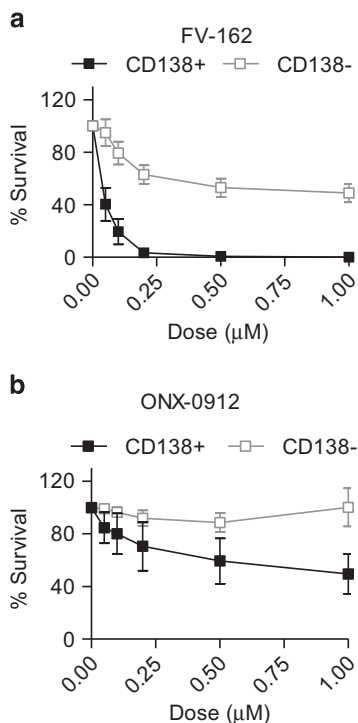 a
FV-162
CD138+ CD138-
120
80
40
0
% Survival
0.00 0.25 0.50 0.75 1.00
Dose (μM)
b
ONX-0912
CD138+ CD138-
120
80
40
0
% Survival
0.00 0.25 0.50 0.75 1.00
Dose (μM)